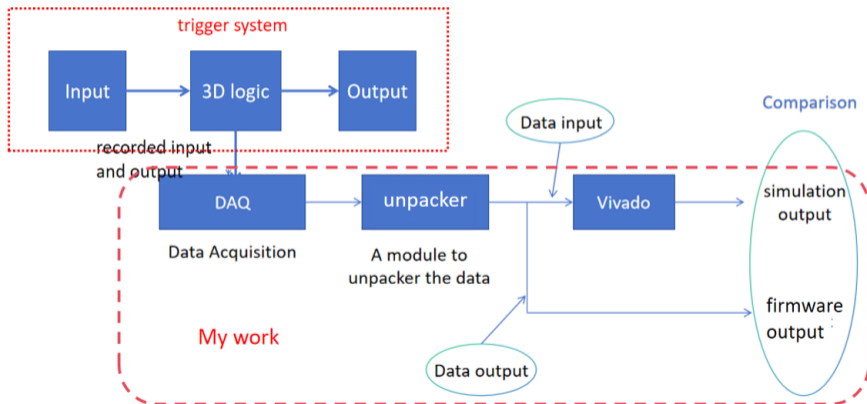 trigger system
Input
3D logic
Output
recorded input
and output
Data input
Comparison
DAQ
unpacker
Vivado
simulation
output
Data Acquisition
A module to
unpacker the data
firmware
output :
My work
Data output